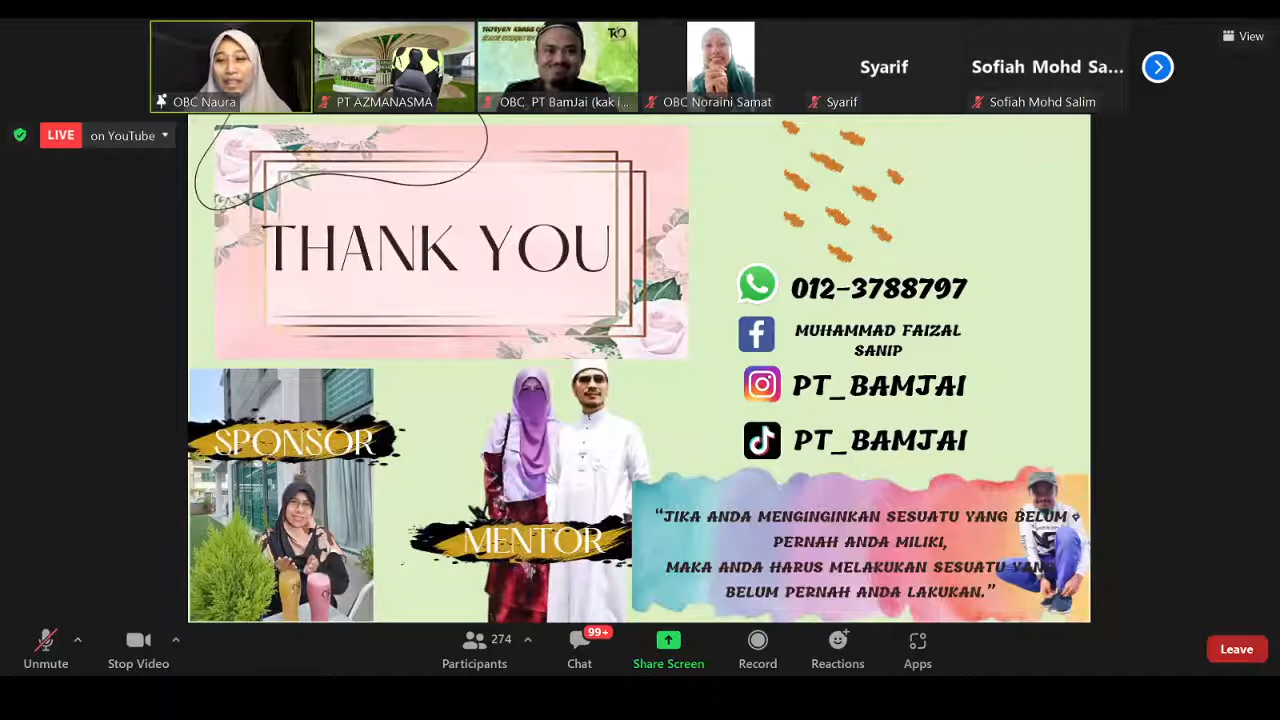 Syarif
Sofiah Mohd Sa...
View
OBC Naura
PT AZMANASMA
OBC_PT BamJai (kak i...
OBC Noraini Samat
Syarif
Sofiah Mohd Salim
LIVE on YouTube
THANK YOU
012-3788797
MUHAMMAD FAIZAL
SANIP
PT_BAMJAI
PT_BAMJAI
SPONSOR
MENTOR
“JIKA ANDA MENGINGINKAN SESUATU YANG BELUM
PERNAH ANDA MILIKI,
MAKA ANDA HARUS MELAKUKAN SESUATU YANG
BELUM PERNAH ANDA LAKUKAN.”
274
99+
Unmute
Stop Video
Participants
Chat
Share Screen
Record
Reactions
Apps
Leave